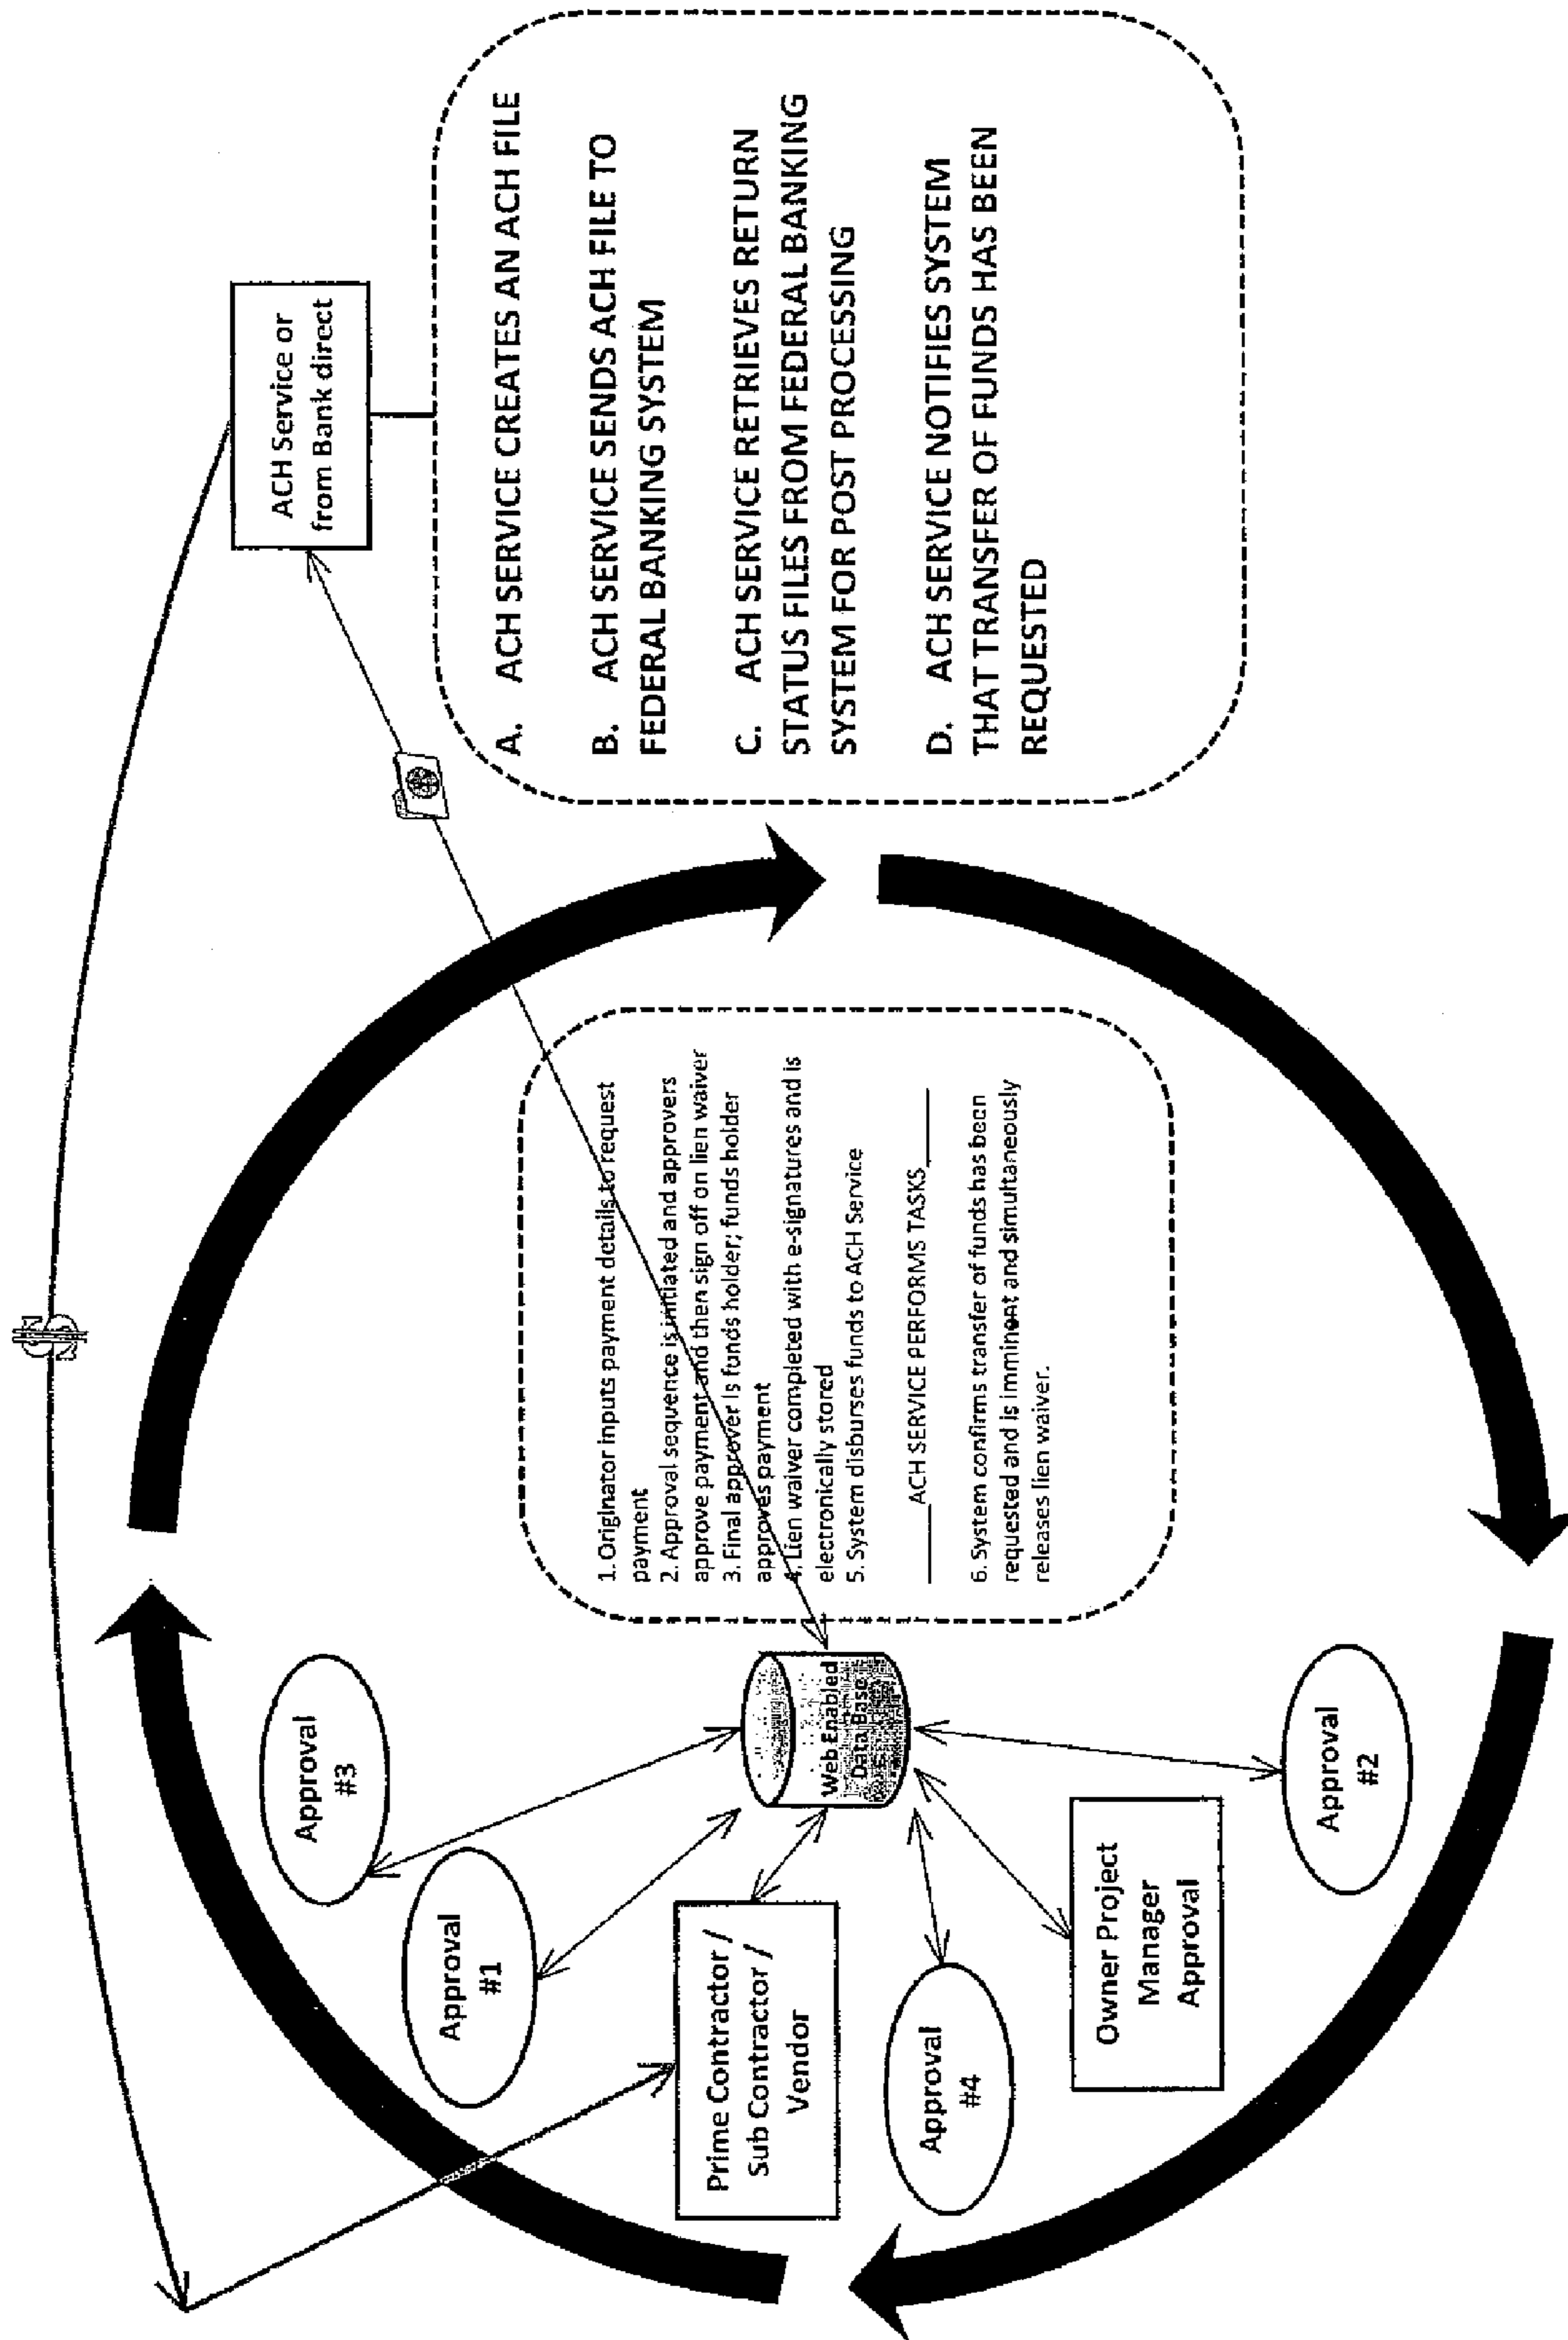 ACH Service or
from Bank direct
A. ACH SERVICE CREATES AN ACH FILE
B. ACH SERVICE SENDS ACH FILE TO
FEDERAL BANKING SYSTEM
C. ACH SERVICE RETRIEVES RETURN
STATUS FILES FROM FEDERAL BANKING
SYSTEM FOR POST PROCESSING
D. ACH SERVICE NOTIFIES SYSTEM
THAT TRANSFER OF FUNDS HAS BEEN
REQUESTED
$
Approval
#3
Approval
#1
Prime Contractor /
Sub Contractor /
Vendor
Approval
#4
Owner Project
Manager
Approval
Approval
#2
Web Enabled
Data Base
1. Originator inputs payment details to request
payment
2. Approval sequence is initiated and approvers
approve payment and then sign off on lien waiver
3. Final approver is funds holder; funds holder
approves payment
4. Lien waiver completed with e-signatures and is
electronically stored
5. System disburses funds to ACH Service
____ ACH SERVICE PERFORMS TASKS____
6. System confirms transfer of funds has been
requested and is imminent and simultaneously
releases lien waiver.